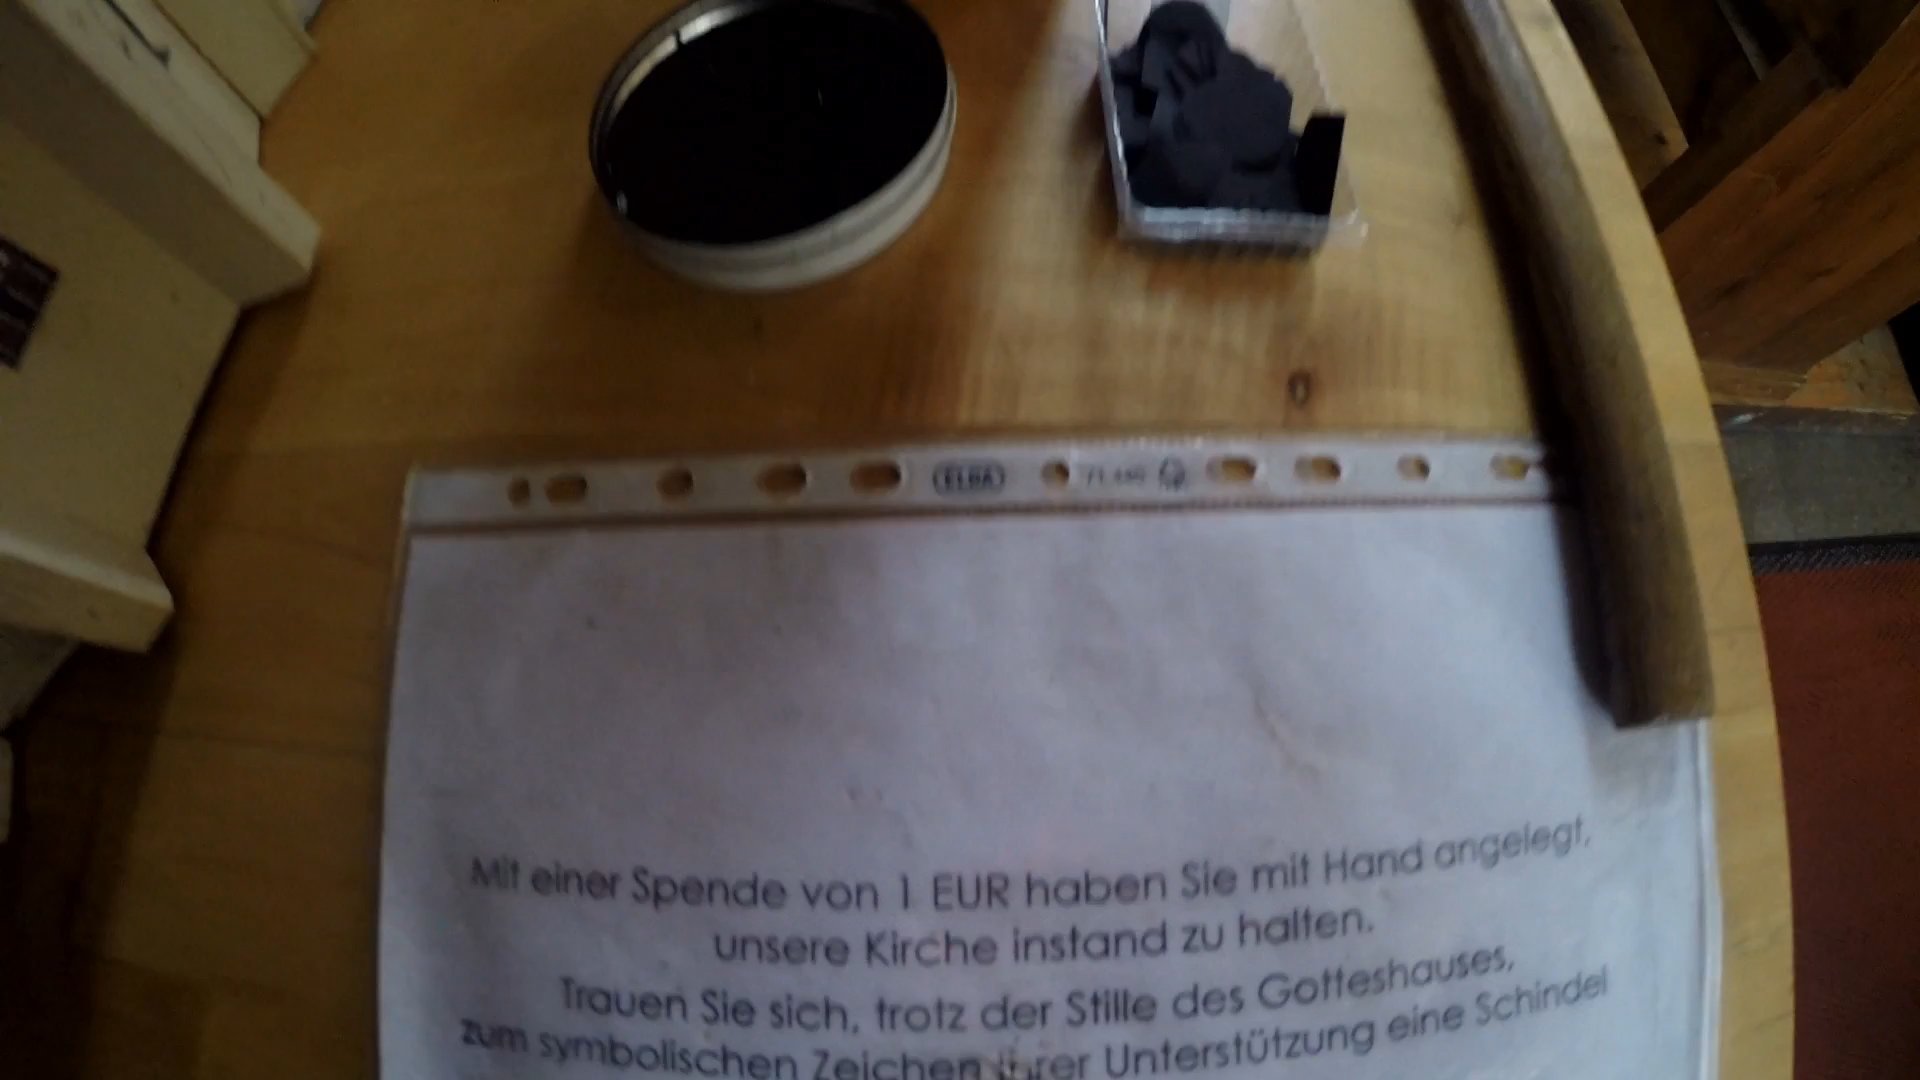 ELBA
Mit einer Spende von 1 EUR haben Sie mit Hand angelegt,
unsere Kirche instand zu halten.
Trauen Sie sich, trotz der Stille des Gotteshauses,
zum symbolischen Zeichen Ihrer Unterstützung eine Schindel